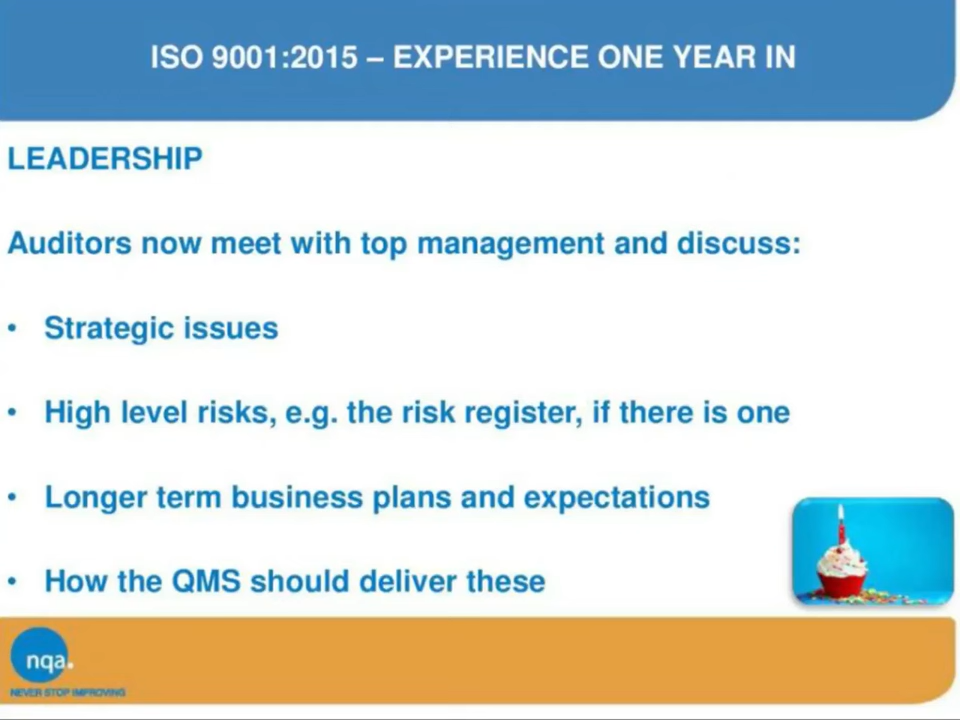 ISO 9001:2015 – EXPERIENCE ONE YEAR IN
LEADERSHIP
Auditors now meet with top management and discuss:
• Strategic issues
• High level risks, e.g. the risk register, if there is one
• Longer term business plans and expectations
• How the QMS should deliver these
nqa.
NEVER STOP IMPROVING